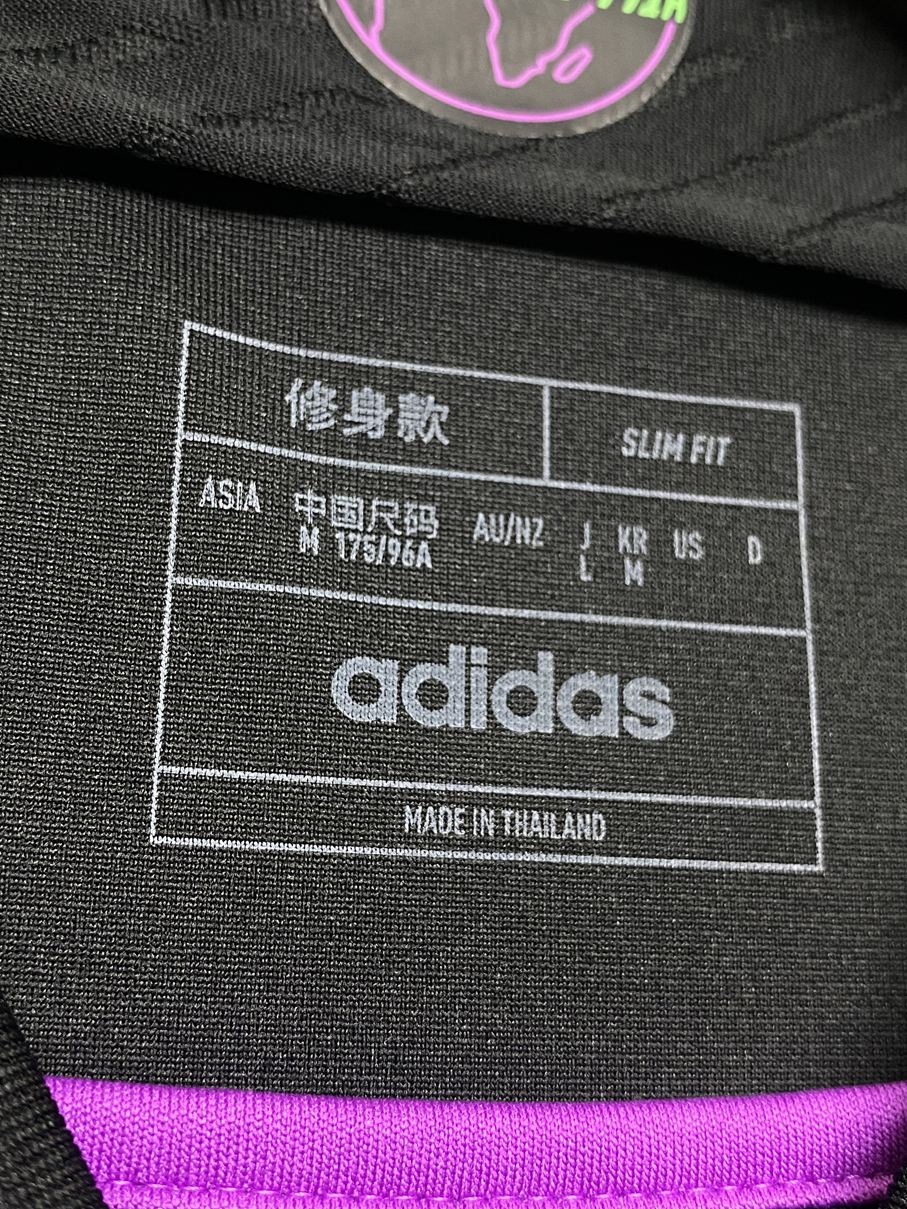 修身款
SLIM FIT
ASIA 中国尺码 AU/NZ J KR US D
M 175/96A L M
adidas
MADE IN THAILAND